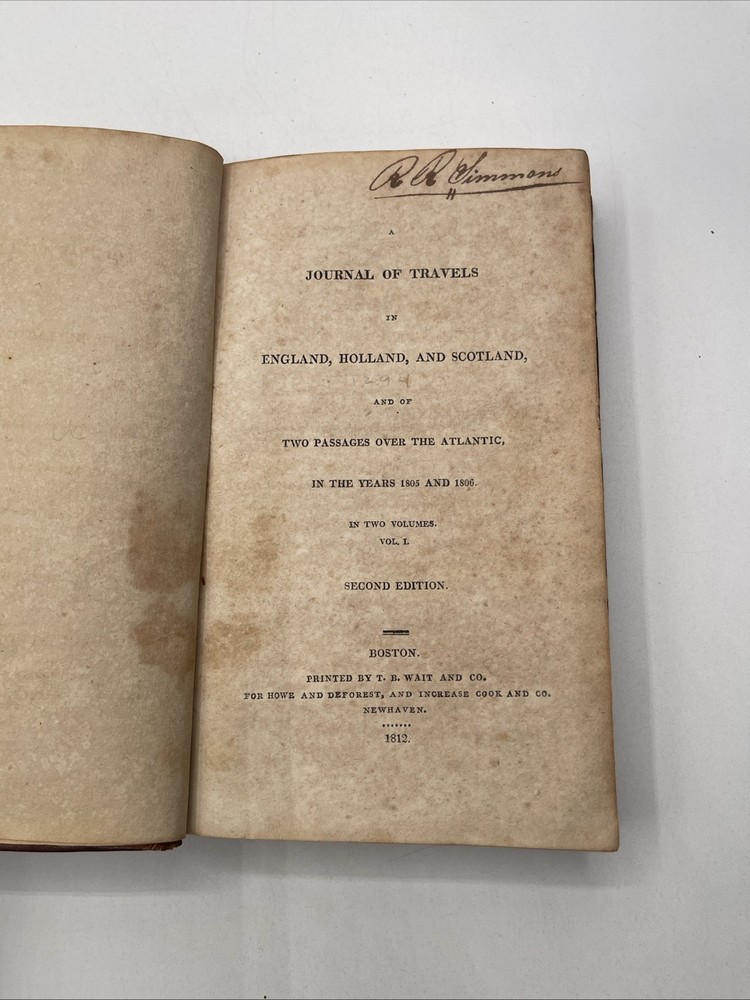 R R Simmons
A
JOURNAL OF TRAVELS
IN
ENGLAND, HOLLAND, AND SCOTLAND,
AND OF
TWO PASSAGES OVER THE ATLANTIC,
IN THE YEARS 1805 AND 1806.
IN TWO VOLUMES.
VOL. I.
SECOND EDITION.
BOSTON.
PRINTED BY T. B. WAIT AND CO.
FOR HOWE AND DEFOREST, AND INCREASE COOK AND CO.
NEWHAVEN.
1812.